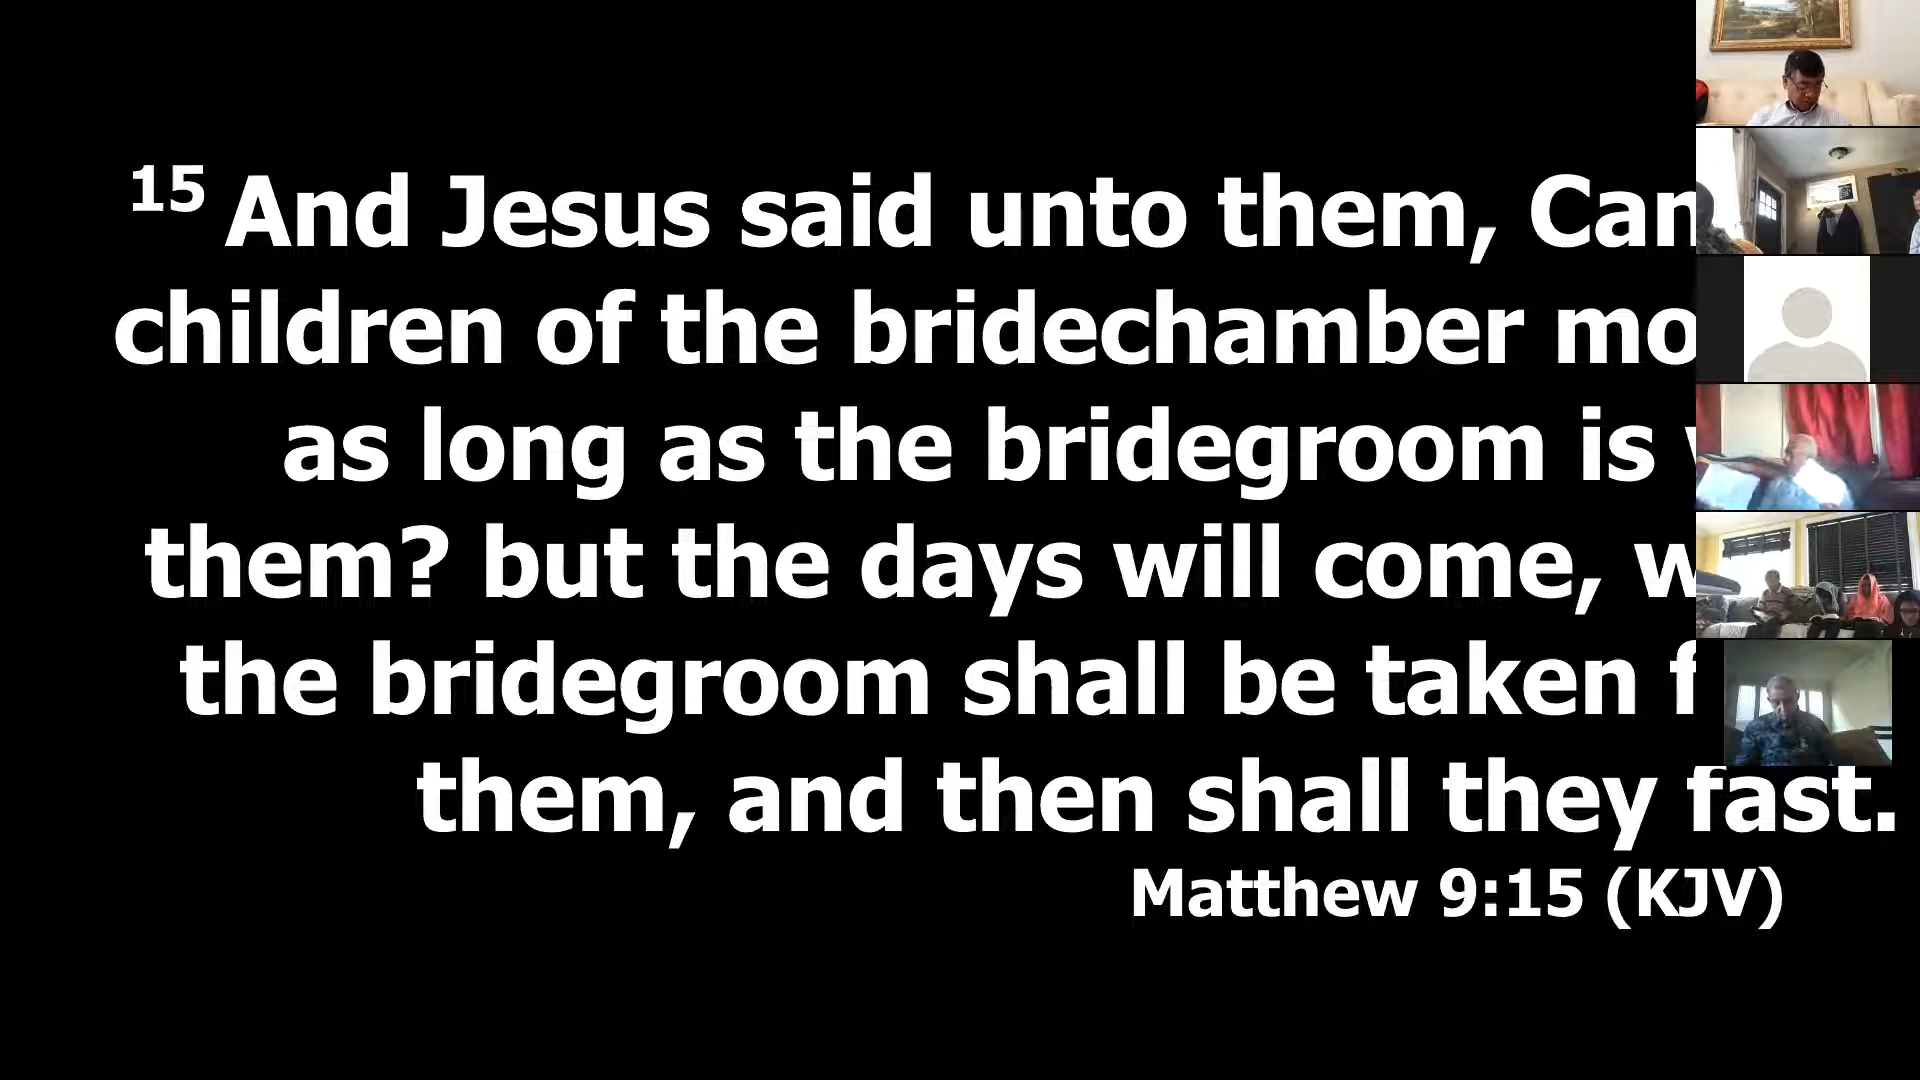 15 And Jesus said unto them, Can
children of the bridechamber
as long as the bridegroom is
them? but the days will come,
the bridegroom shall be taken
them, and then shall they fast.
Matthew 9:15 (KJV)